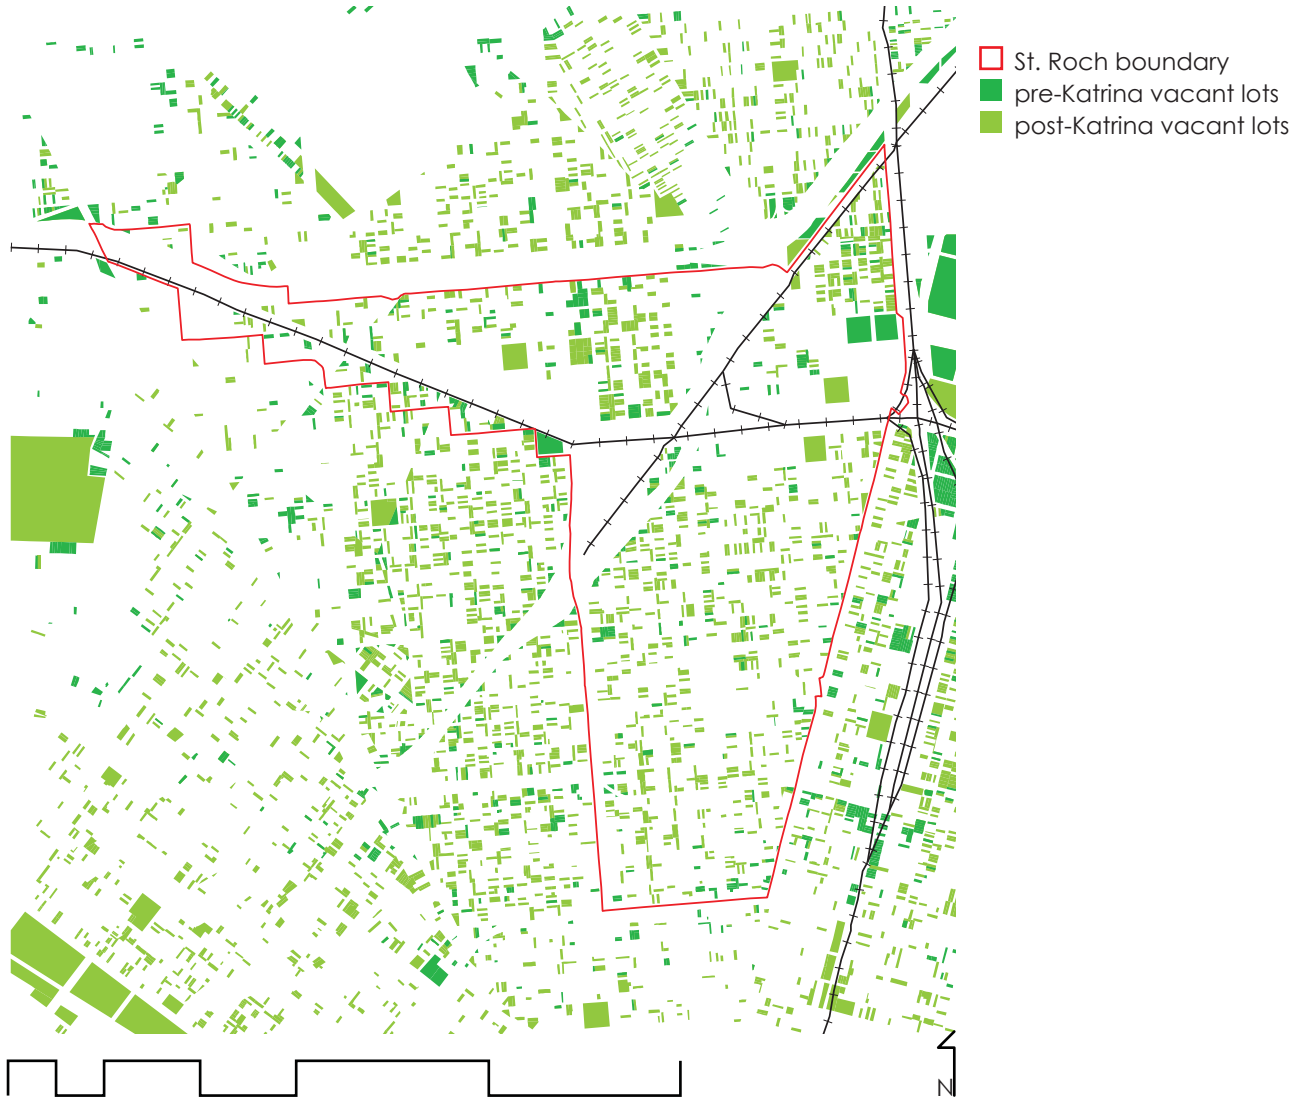 St. Roch boundary
pre-Katrina vacant lots
post-Katrina vacant lots
N